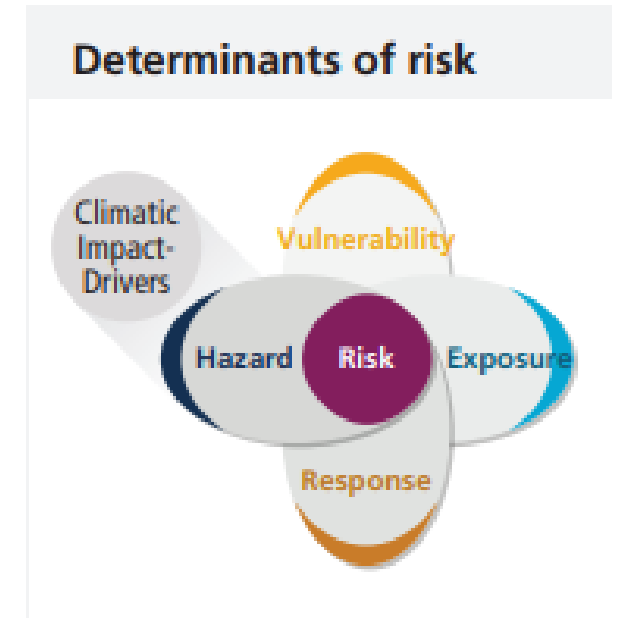 Determinants of risk
Climatic
Impact-
Drivers
Vulnerability
Hazard
Risk
Exposure
Response